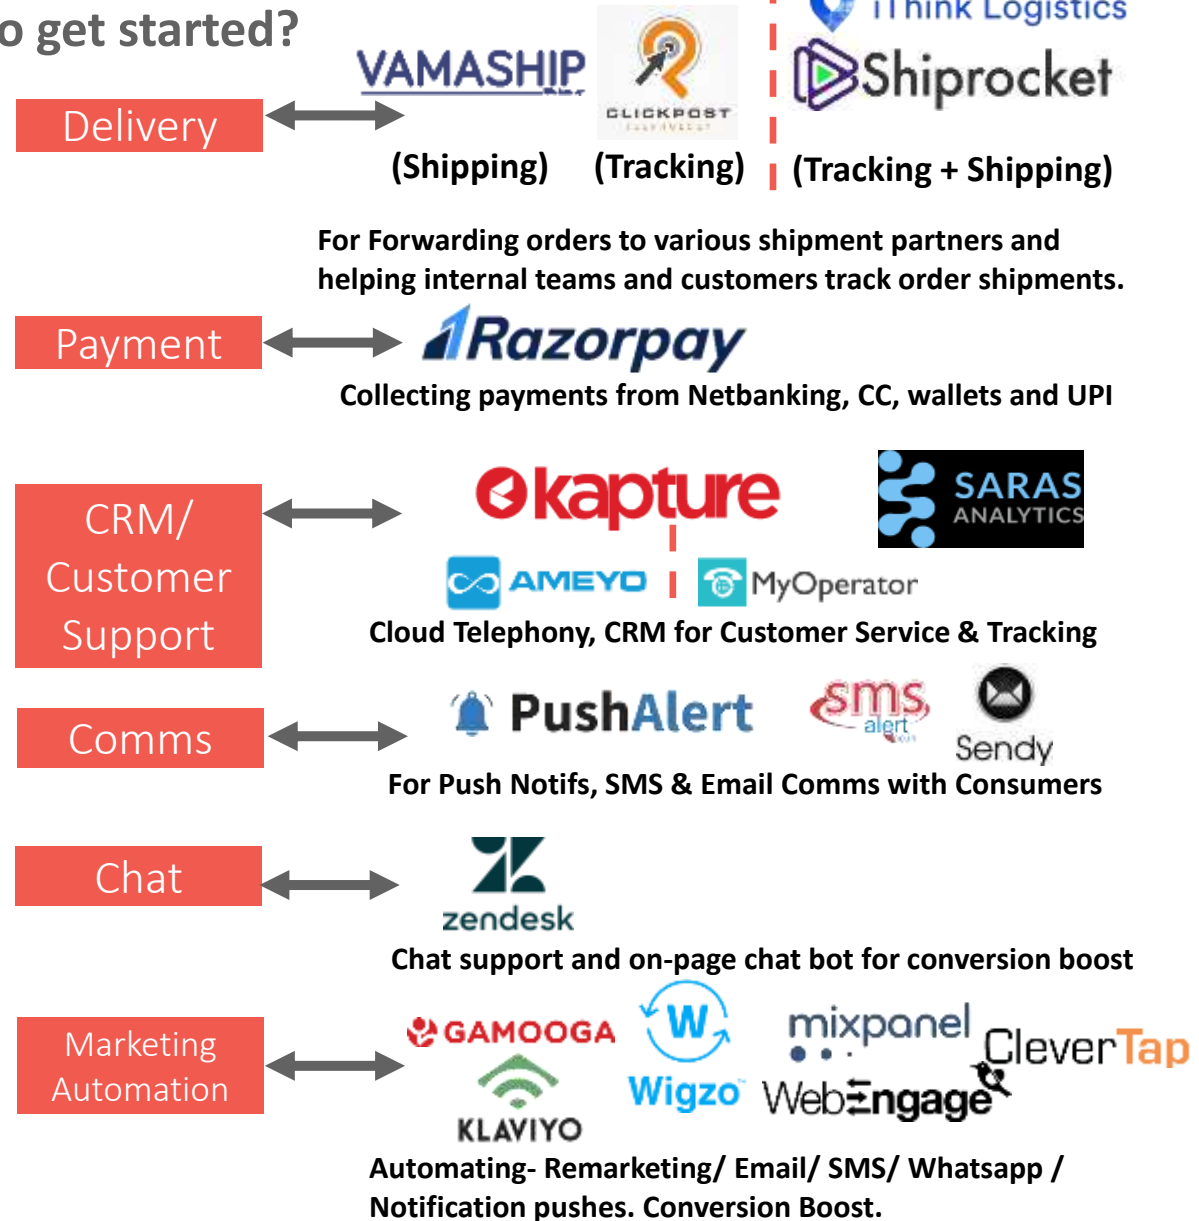 o get started?
iThink Logistics
VAMASHIP
CLICKPOST
Shiprocket
Delivery
(Shipping)
(Tracking)
(Tracking + Shipping)
For Forwarding orders to various shipment partners and
helping internal teams and customers track order shipments.
Payment
Razorpay
Collecting payments from Netbanking, CC, wallets and UPI
CRM/
Customer
Support
kapture
SARAS
ANALYTICS
AMEYO
MyOperator
Cloud Telephony, CRM for Customer Service & Tracking
Comms
PushAlert
sms
alert
Sendy
For Push Notifs, SMS & Email Comms with Consumers
Chat
zendesk
Chat support and on-page chat bot for conversion boost
Marketing
Automation
GAMOOGA
KLAVIYO
W
Wigzo
mixpanel
CleverTap
WebEngage
Automating- Remarketing/ Email/ SMS/ Whatsapp /
Notification pushes. Conversion Boost.